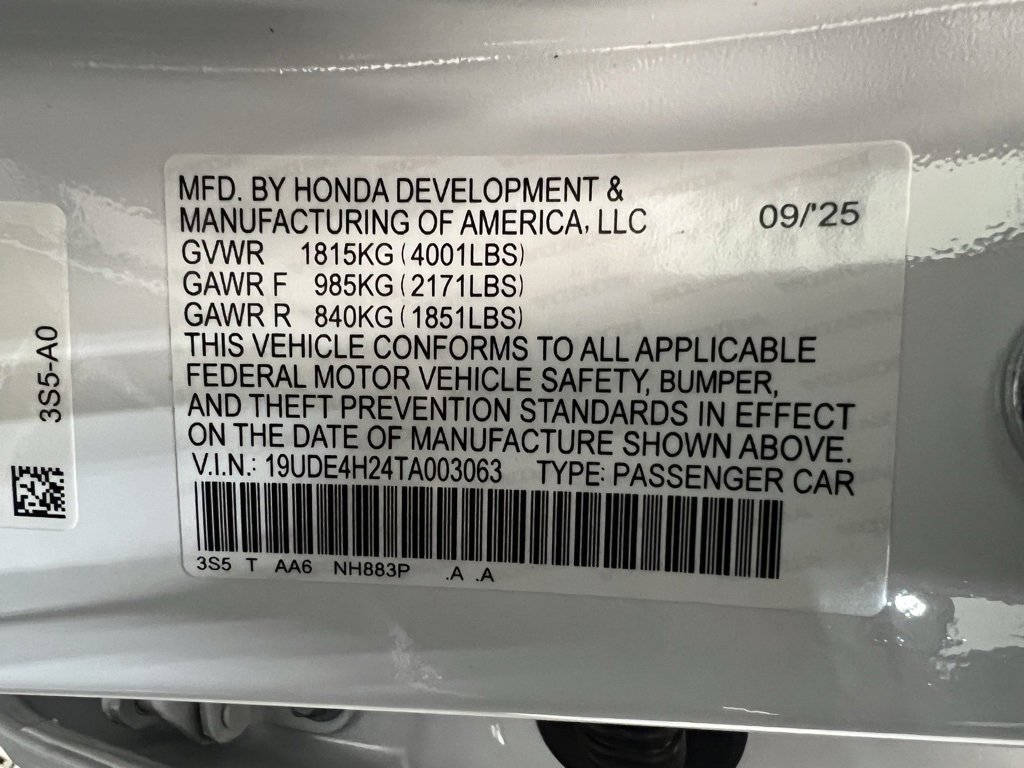 MFD. BY HONDA DEVELOPMENT &
MANUFACTURING OF AMERICA, LLC 09/'25
GVWR 1815KG (4001LBS)
GAWR F 985KG (2171LBS)
GAWR R 840KG (1851LBS)
THIS VEHICLE CONFORMS TO ALL APPLICABLE
FEDERAL MOTOR VEHICLE SAFETY, BUMPER,
AND THEFT PREVENTION STANDARDS IN EFFECT
ON THE DATE OF MANUFACTURE SHOWN ABOVE.
V.I.N.: 19UDE4H24TA003063 TYPE: PASSENGER CAR
3S5 T AA6 NH883P .A .A
3S5-A0